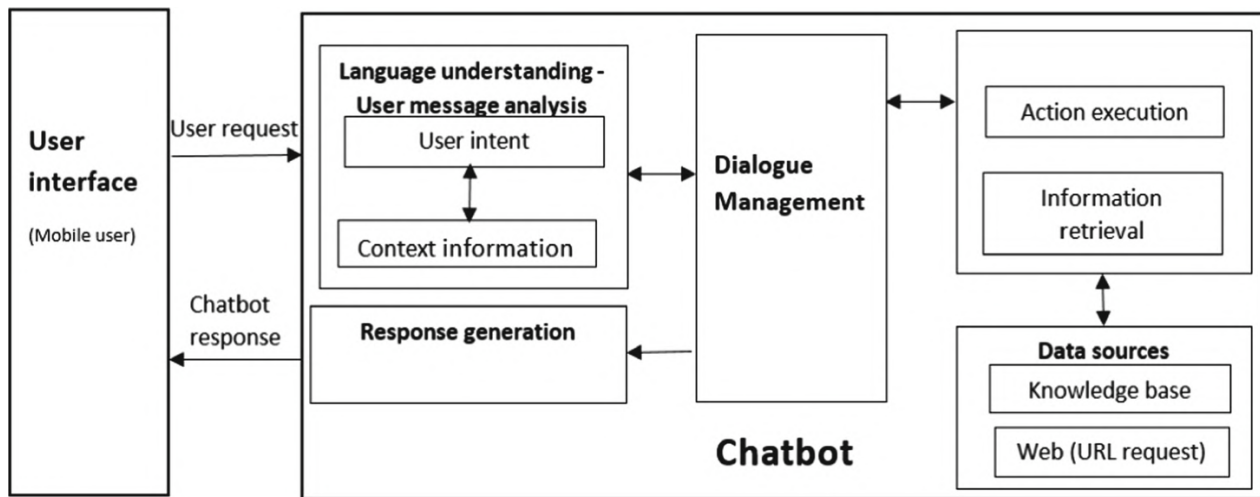 User
interface
(Mobile user)
User request
Chatbot
response
Language understanding -
User message analysis
User intent
Context information
Response generation
Dialogue
Management
Action execution
Information
retrieval
Data sources
Knowledge base
Web (URL request)
Chatbot